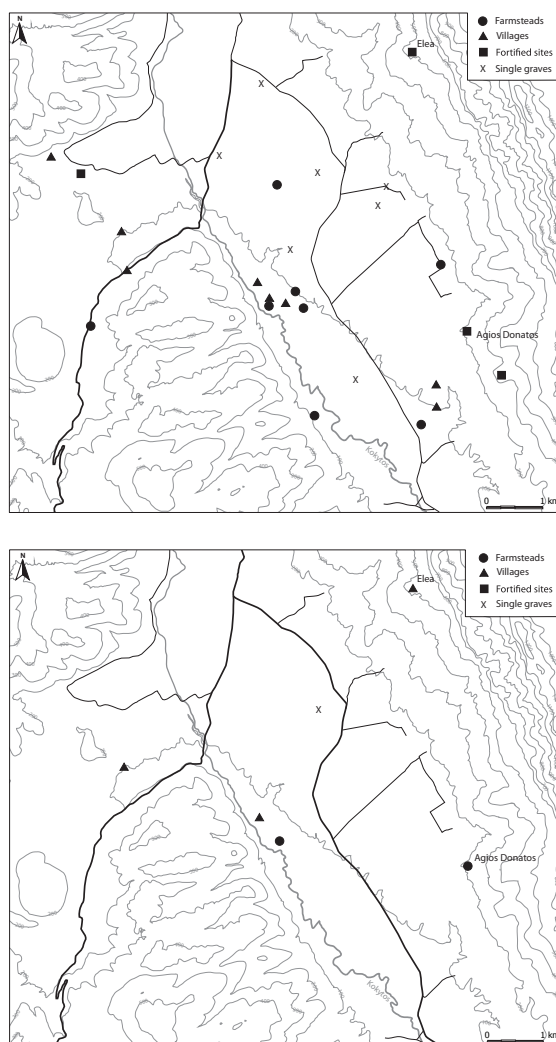 N
Farmsteads
Villages
Fortified sites
X Single graves
Elea
Agios Donatos
Kokytos
0 1 km
N
Farmsteads
Villages
Fortified sites
X Single graves
Elea
Agios Donatos
Kokytos
0 1 km